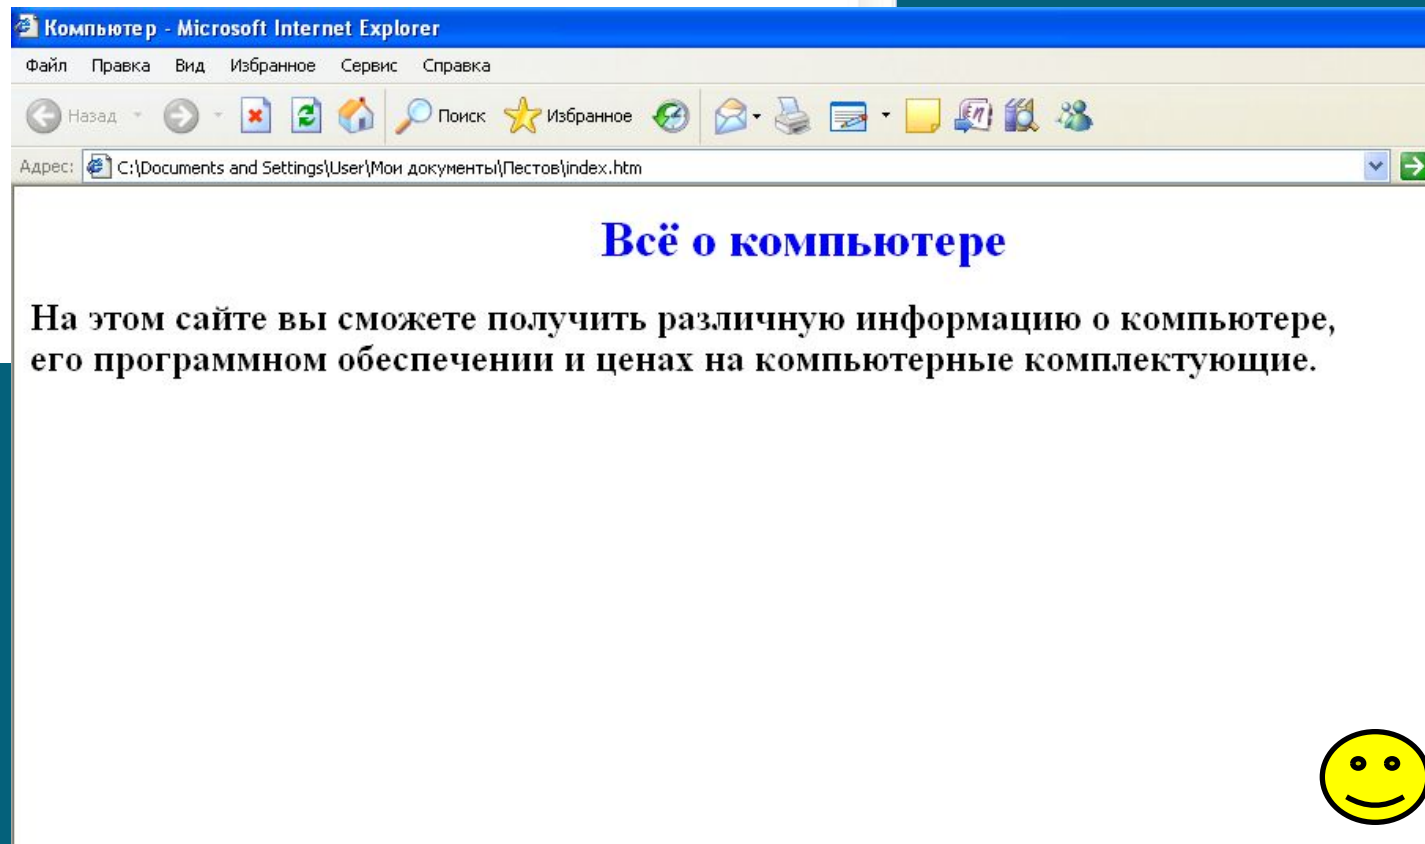 Компьютер - Microsoft Internet Explorer
Файл Правка Вид Избранное Сервис Справка
Назад Поиск Избранное
Адрес: C:\Documents and Settings\User\Мои документы\Пестов\index.htm
Всё о компьютере
На этом сайте вы сможете получить различную информацию о компьютере,
его программном обеспечении и ценах на компьютерные комплектующие.